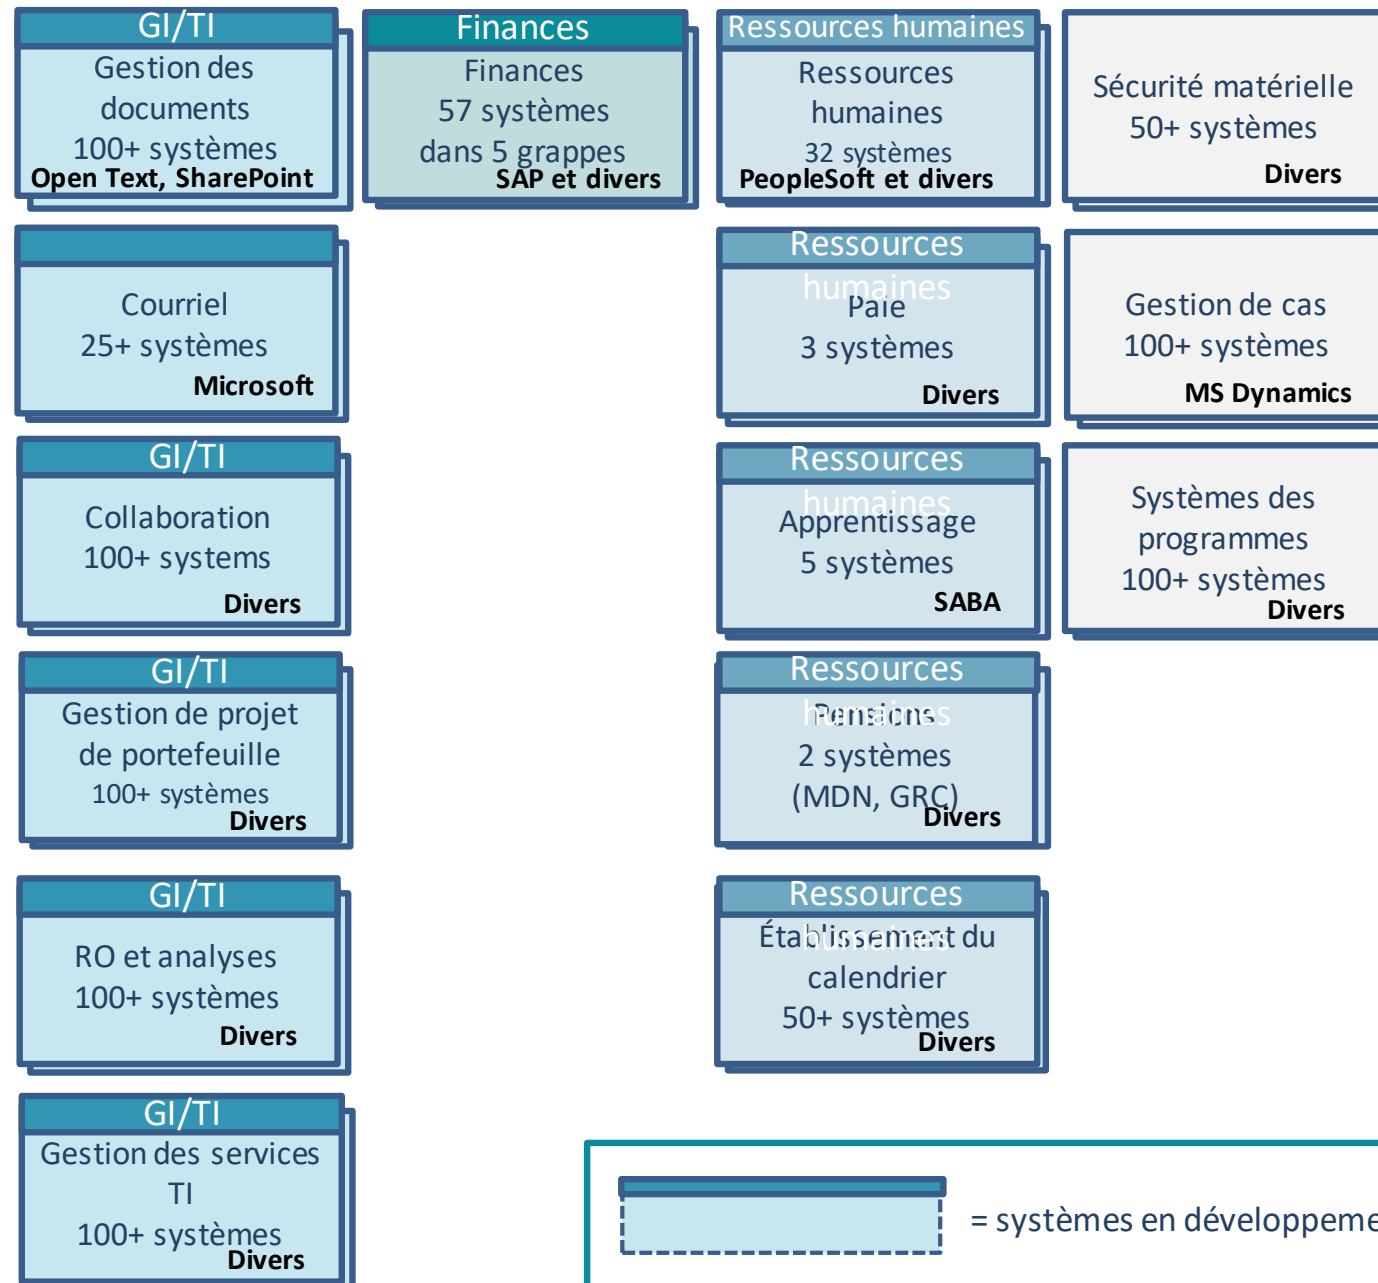 GI/TI
Gestion des
documents
100+ systèmes
Open Text, SharePoint
Finances
Finances
57 systèmes
dans 5 grappes
SAP et divers
Ressources humaines
Ressources
humaines
32 systèmes
PeopleSoft et divers
Sécurité matérielle
50+ systèmes
Divers
Courriel
25+ systèmes
Microsoft
Ressources
humaines
Paie
3 systèmes
Divers
Gestion de cas
100+ systèmes
MS Dynamics
GI/TI
Collaboration
100+ systems
Divers
Ressources
humaines
Apprentissage
5 systèmes
SABA
Systèmes des
programmes
100+ systèmes
Divers
GI/TI
Gestion de projet
de portefeuille
100+ systèmes
Divers
Ressources
humaines
Pensions
2 systèmes
(MDN, GRC)
Divers
GI/TI
RO et analyses
100+ systèmes
Divers
Ressources
humaines
Établissement du
calendrier
50+ systèmes
Divers
GI/TI
Gestion des services
TI
100+ systèmes
Divers
= systèmes en développeme